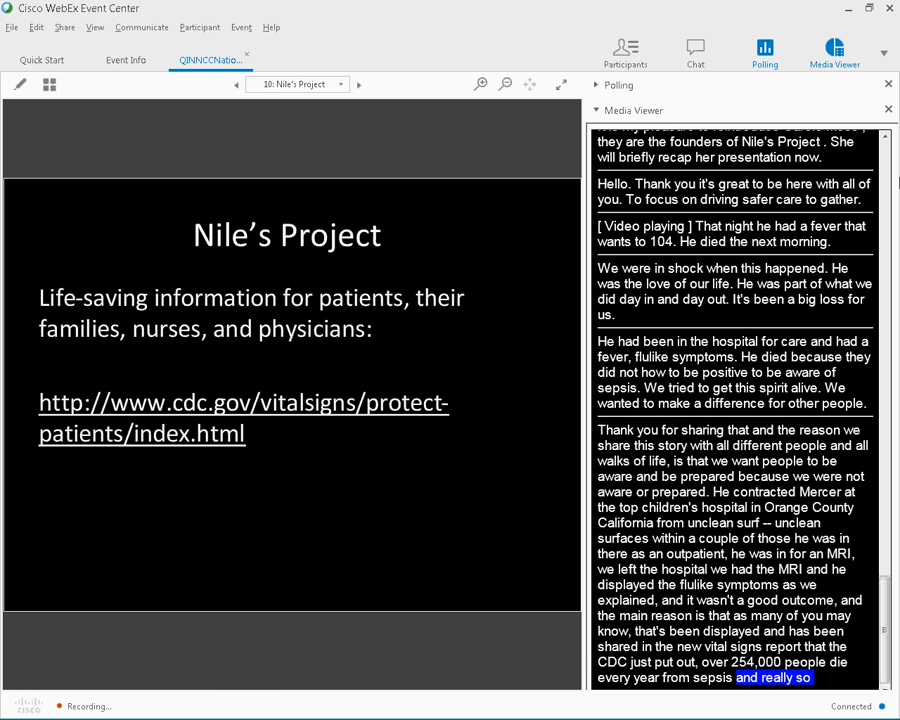 Cisco WebEx Event Center
File Edit Share View Communicate Participant Event Help
Quick Start Event Info QINNCCNatio...
Participants Chat Polling Media Viewer
10: Nile's Project
Polling
Media Viewer
Nile's Project
Life-saving information for patients, their
families, nurses, and physicians:
http://www.cdc.gov/vitalsigns/protect-
patients/index.html
they are the founders of Nile's Project . She
will briefly recap her presentation now.
Hello. Thank you it's great to be here with all of
you. To focus on driving safer care to gather.
[ Video playing ] That night he had a fever that
wants to 104. He died the next morning.
We were in shock when this happened. He
was the love of our life. He was part of what we
did day in and day out. It's been a big loss for
us.
He had been in the hospital for care and had a
fever, flulike symptoms. He died because they
did not how to be positive to be aware of
sepsis. We tried to get this spirit alive. We
wanted to make a difference for other people.
Thank you for sharing that and the reason we
share this story with all different people and all
walks of life, is that we want people to be
aware and be prepared because we were not
aware or prepared. He contracted Mercer at
the top children's hospital in Orange County
California from unclean surf -- unclean
surfaces within a couple of those he was in
there as an outpatient, he was in for an MRI,
we left the hospital we had the MRI and he
displayed the flulike symptoms as we
explained, and it wasn't a good outcome, and
the main reason is that as many of you may
know, that's been displayed and has been
shared in the new vital signs report that the
CDC just put out, over 254,000 people die
every year from sepsis and really so
cisco
Recording...
Connected